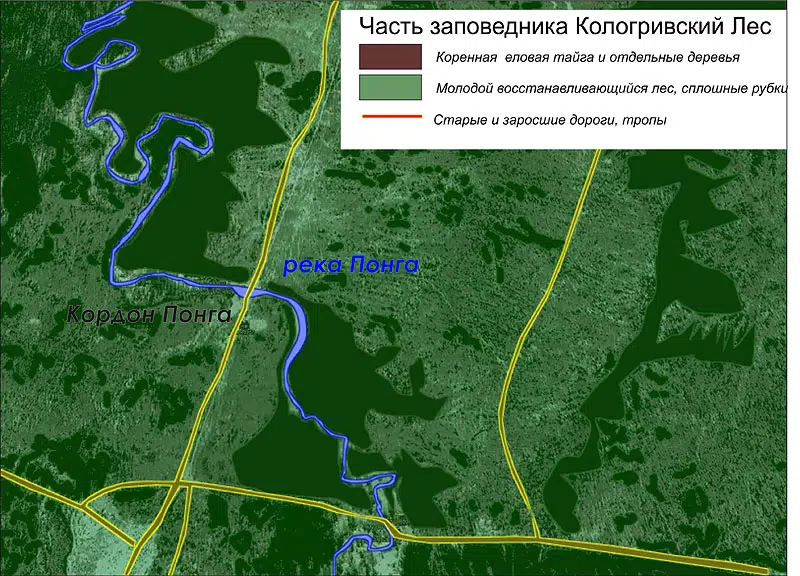 Часть заповедника Кологривский Лес
Коренная еловая тайга и отдельные деревья
Молодой восстанавливающийся лес, сплошные рубки
Старые и заросшие дороги, тропы
река Понга
Кордон Понга